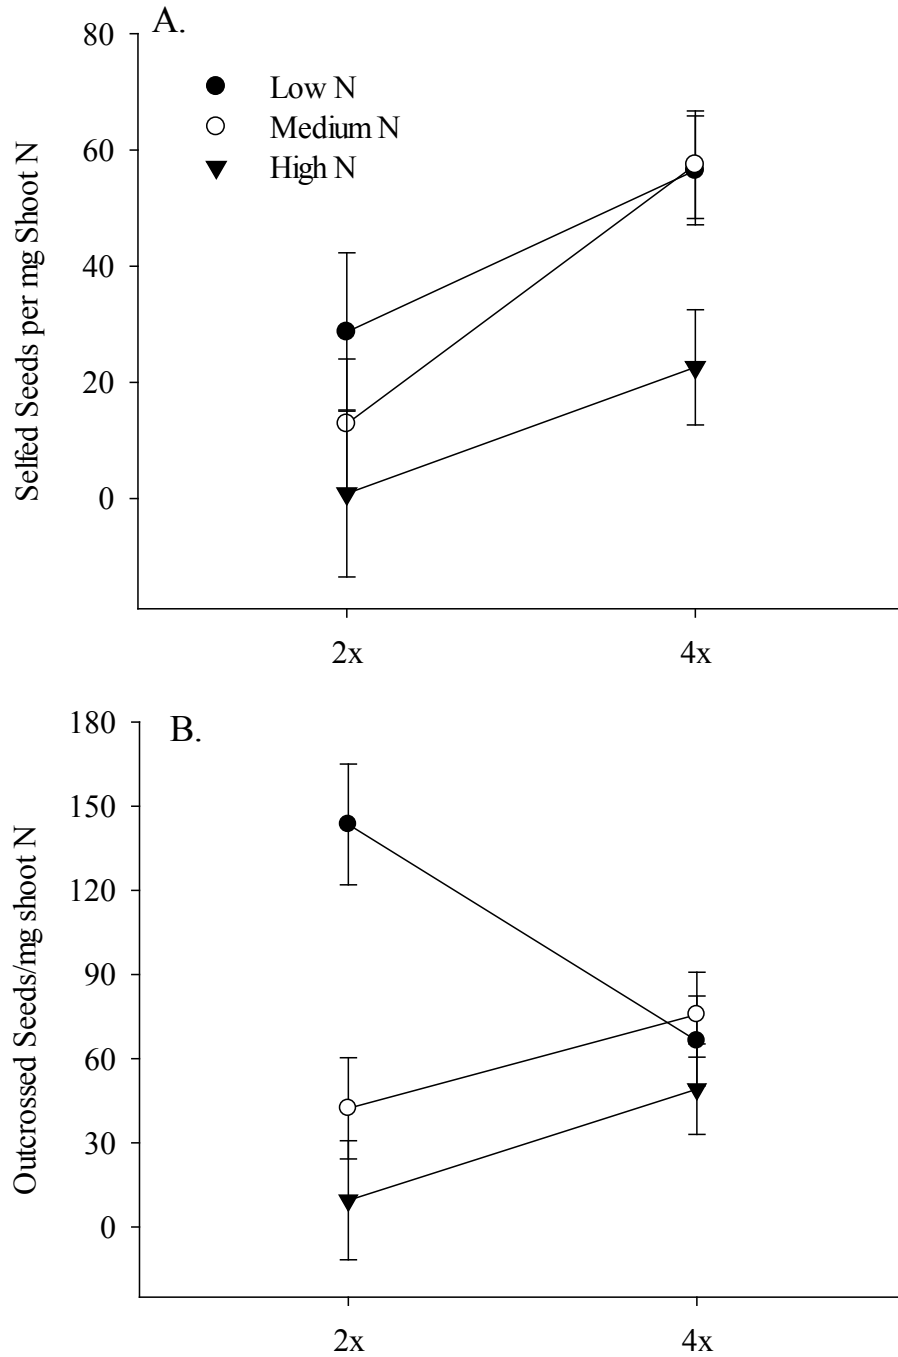 A.
80
60
40
20
0
Selfed Seeds per mg Shoot N
Low N
Medium N
High N
2x
4x
B.
180
150
120
90
60
30
0
Outcrossed Seeds/mg shoot N
2x
4x